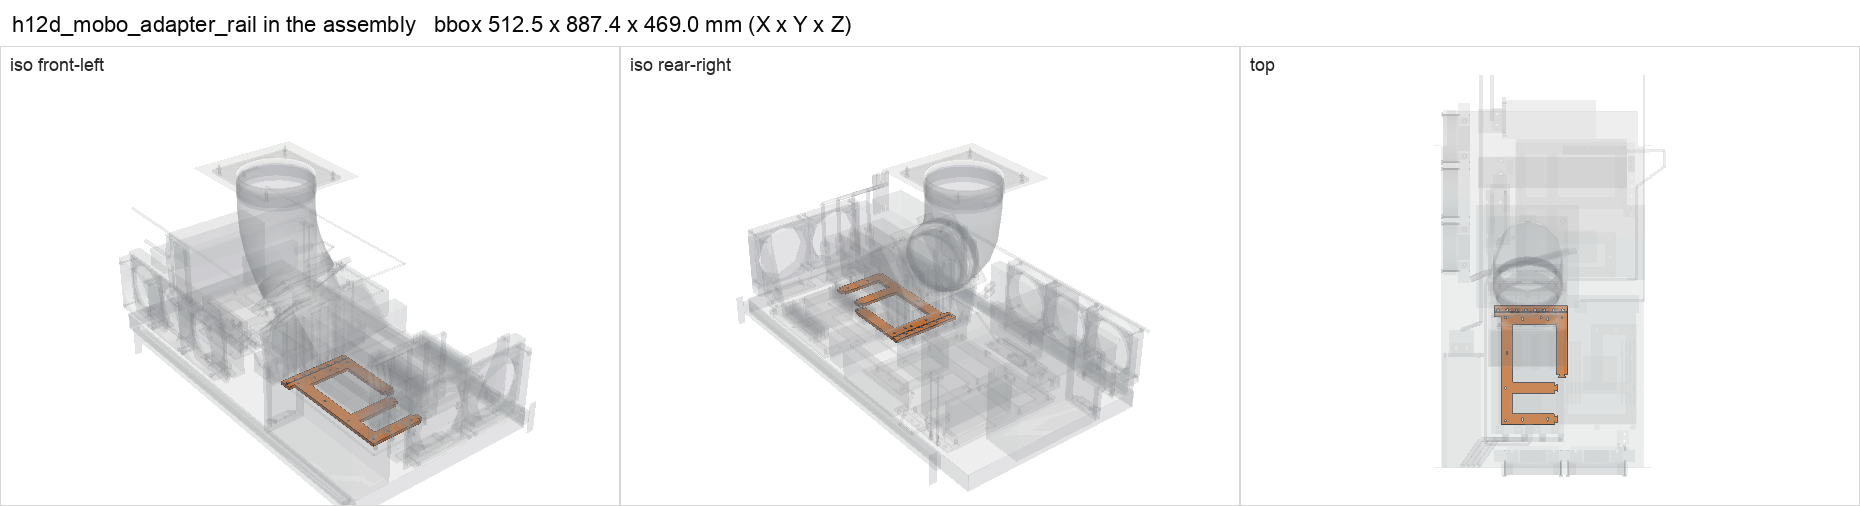 h12d_mobo_adapter_rail in the assembly   bbox 512.5 x 887.4 x 469.0 mm (X x Y x Z)
iso front-left
iso rear-right
top